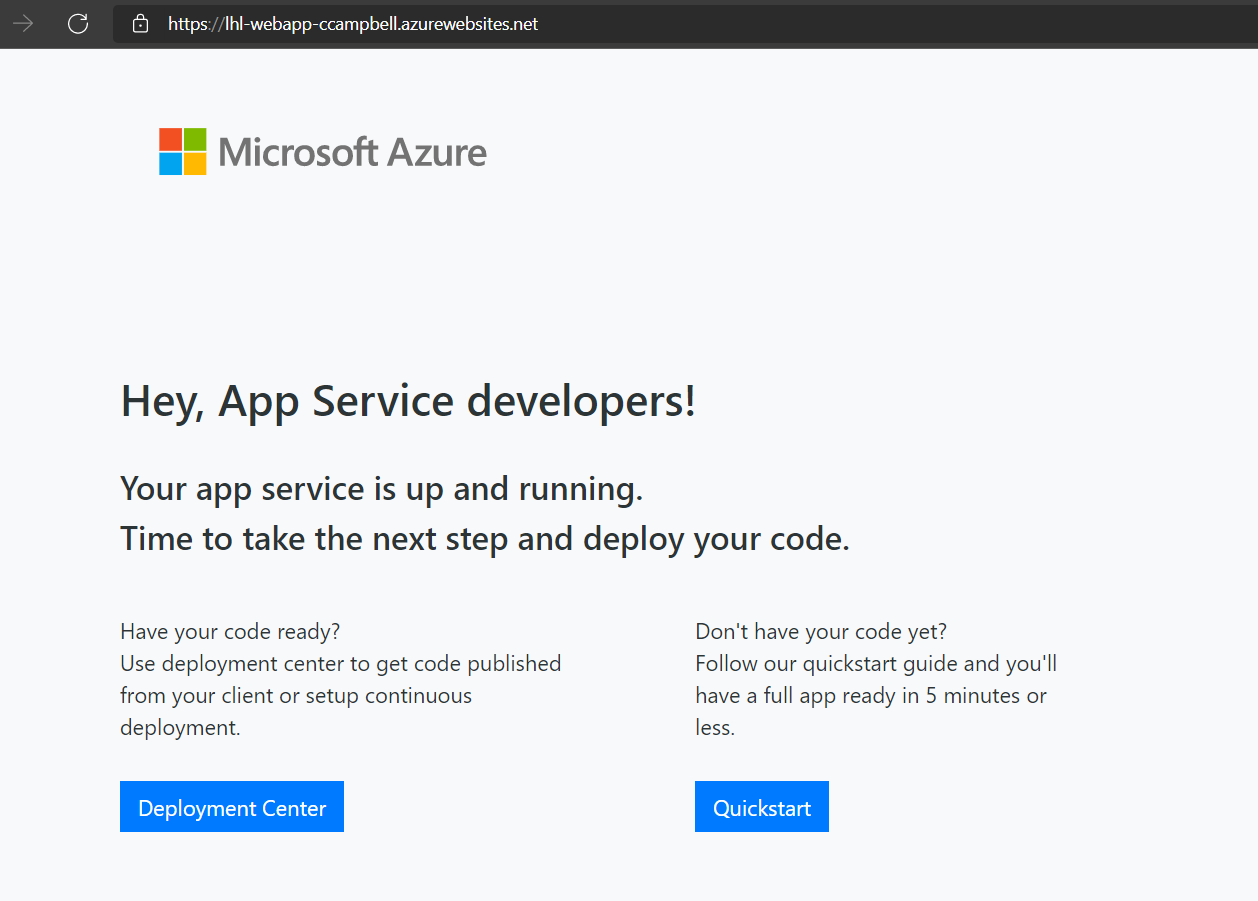 https://lhl-webapp-ccampbell.azurewebsites.net
Microsoft Azure
Hey, App Service developers!
Your app service is up and running.
Time to take the next step and deploy your code.
Have your code ready?
Use deployment center to get code published
from your client or setup continuous
deployment.
Deployment Center
Don't have your code yet?
Follow our quickstart guide and you'll
have a full app ready in 5 minutes or
less.
Quickstart